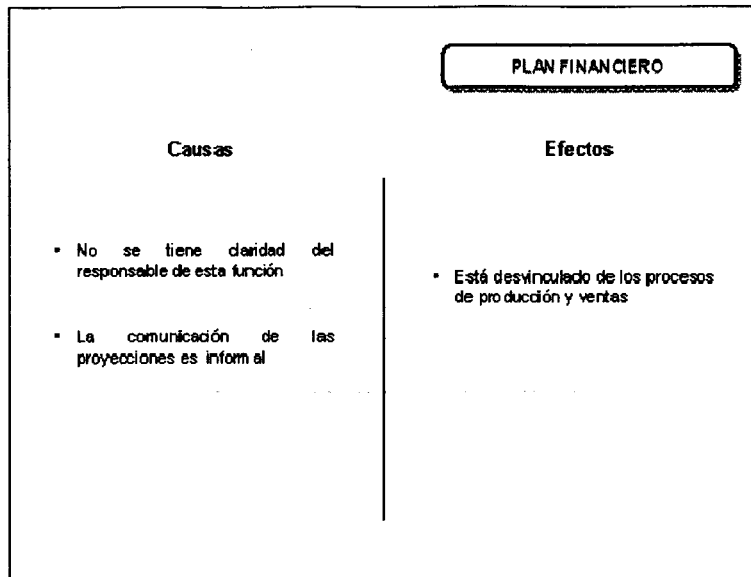 PLAN FINANCIERO
Causas
Efectos
▪ No se tiene claridad del
responsable de esta función
▪ La comunicación de las
proyecciones es informal
▪ Está desvinculado de los procesos
de producción y ventas